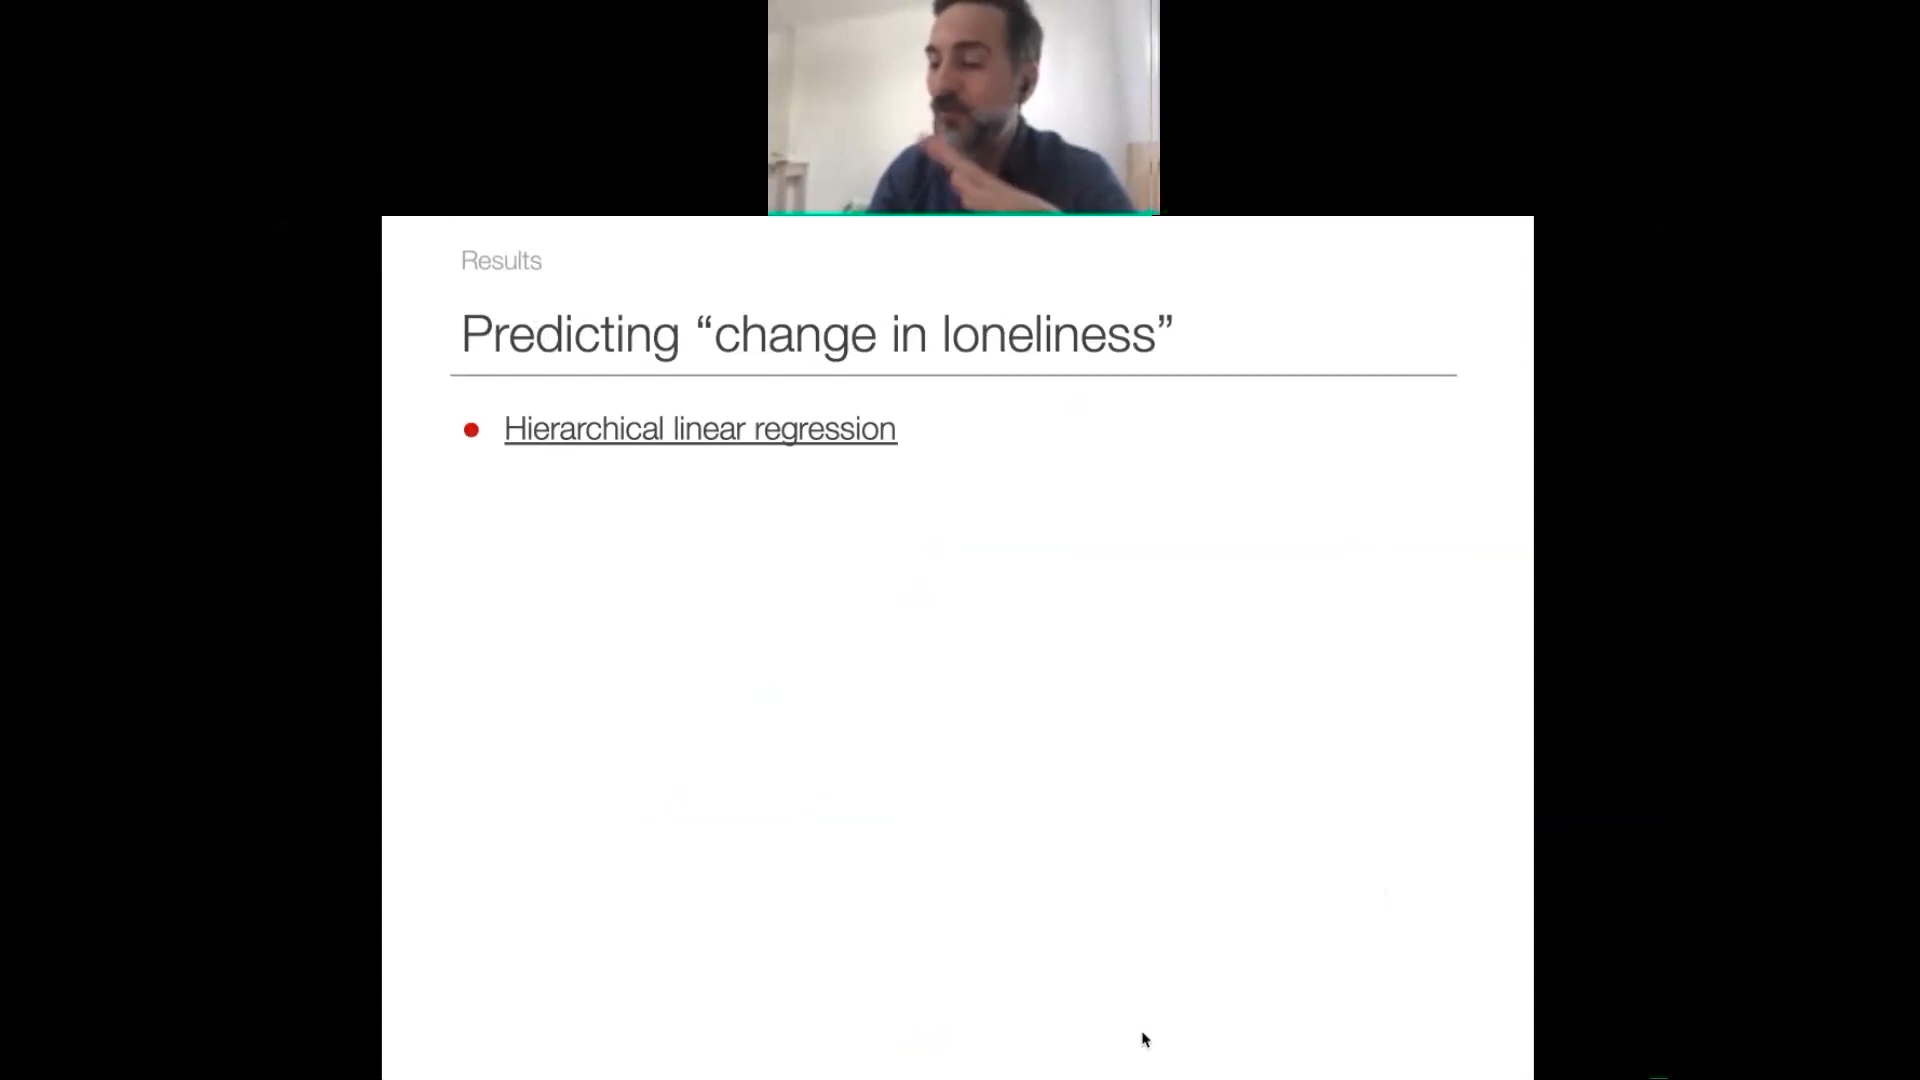 Results
Predicting “change in loneliness”
Hierarchical linear regression